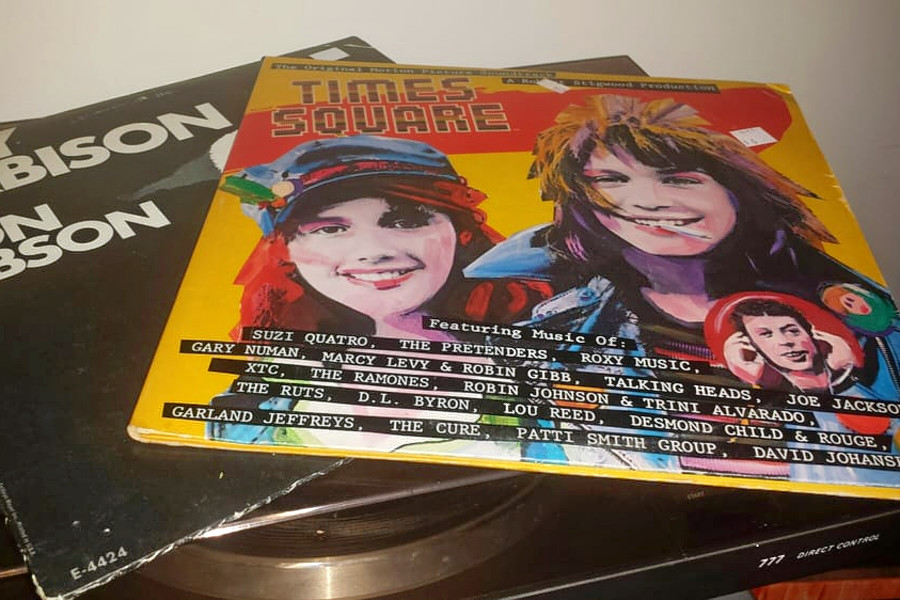 Y
BISON
ON
BSON
E-4424
The Original Motion Picture Soundtrack
A Stigwood Production
TIMES
SQUARE
Featuring Music Of:
SUZI QUATRO, THE PRETENDERS, ROXY MUSIC,
GARY NUMAN, MARCY LEVY & ROBIN GIBB, TALKING HEADS, JOE JACKSO
XTC, THE RAMONES, ROBIN JOHNSON & TRINI ALVARADO,
THE RUTS, D.L. BYRON, LOU REED, DESMOND CHILD & ROUGE,
GARLAND JEFFREYS, THE CURE, PATTI SMITH GROUP, DAVID JOHANS
777 DIRECT CONTROL